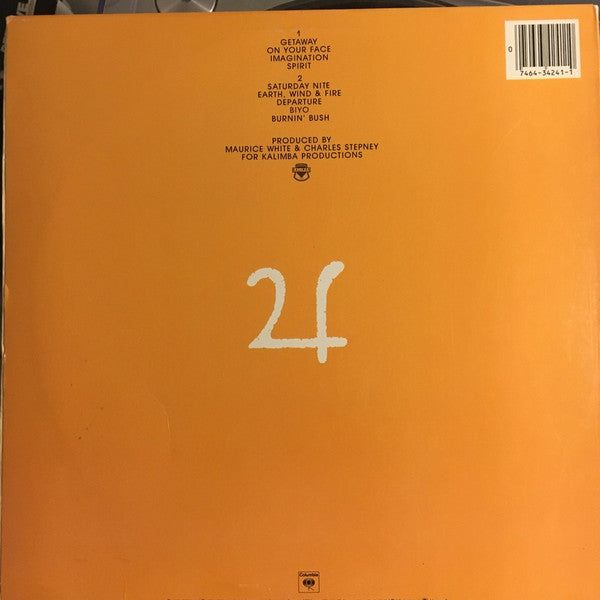 1
GETAWAY
ON YOUR FACE
IMAGINATION
SPIRIT
2
SATURDAY NITE
EARTH, WIND & FIRE
DEPARTURE
BIYO
BURNIN' BUSH
PRODUCED BY
MAURICE WHITE & CHARLES STEPNEY
FOR KALIMBA PRODUCTIONS
KALIMBA
0
7464-34241-1
Columbia